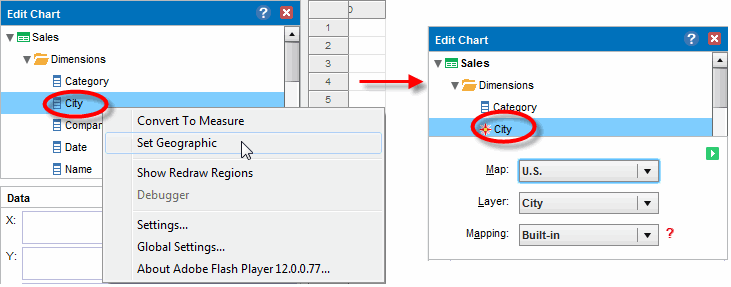 Edit Chart ?
Sales
Dimensions
Category
City
Date
Name
Data
X:
Y:
Convert To Measure
Set Geographic
Show Redraw Regions
Debugger
Settings...
Global Settings...
About Adobe Flash Player 12.0.0.77...
1
2
3
4
5
Edit Chart ?
Sales
Dimensions
Category
City
Map: U.S.
Layer: City
Mapping: Built-in ?